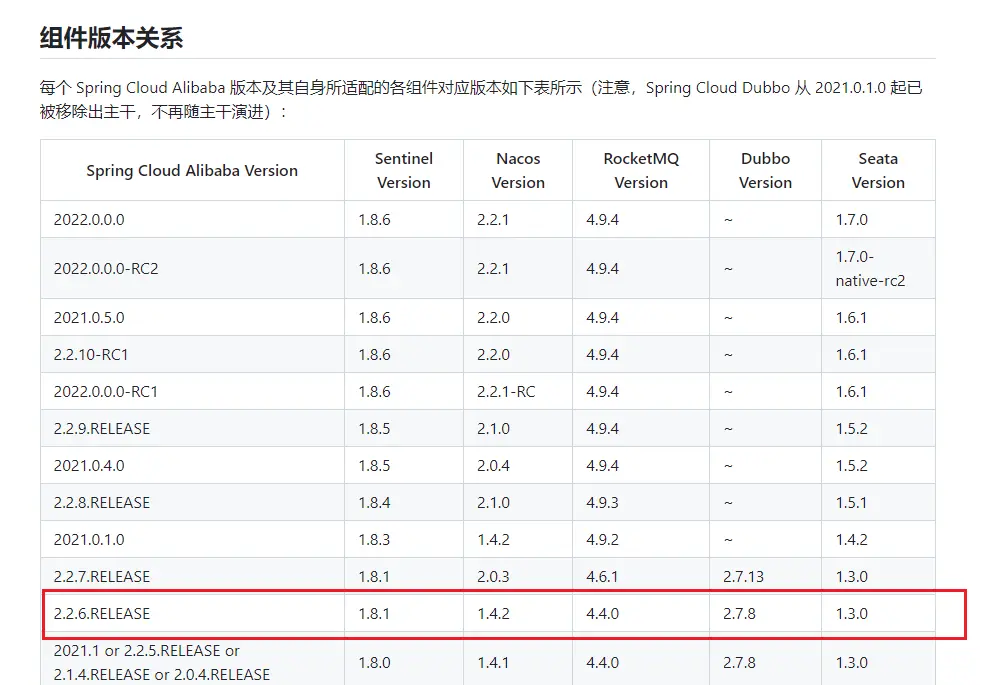 组件版本关系
每个 Spring Cloud Alibaba 版本及其自身所适配的各组件对应版本如下表所示（注意，Spring Cloud Dubbo 从 2021.0.1.0 起已
被移除出主干，不再随主干演进）：
Spring Cloud Alibaba Version Sentinel Version Nacos Version RocketMQ Version Dubbo Version Seata Version
2022.0.0.0 1.8.6 2.2.1 4.9.4 ~ 1.7.0
2022.0.0.0-RC2 1.8.6 2.2.1 4.9.4 ~ 1.7.0-native-rc2
2021.0.5.0 1.8.6 2.2.0 4.9.4 ~ 1.6.1
2.2.10-RC1 1.8.6 2.2.0 4.9.4 ~ 1.6.1
2022.0.0.0-RC1 1.8.6 2.2.1-RC 4.9.4 ~ 1.6.1
2.2.9.RELEASE 1.8.5 2.1.0 4.9.4 ~ 1.5.2
2021.0.4.0 1.8.5 2.0.4 4.9.4 ~ 1.5.2
2.2.8.RELEASE 1.8.4 2.1.0 4.9.3 ~ 1.5.1
2021.0.1.0 1.8.3 1.4.2 4.9.2 ~ 1.4.2
2.2.7.RELEASE 1.8.1 2.0.3 4.6.1 2.7.13 1.3.0
2.2.6.RELEASE 1.8.1 1.4.2 4.4.0 2.7.8 1.3.0
2021.1 or 2.2.5.RELEASE or 2.1.4.RELEASE or 2.0.4.RELEASE 1.8.0 1.4.1 4.4.0 2.7.8 1.3.0